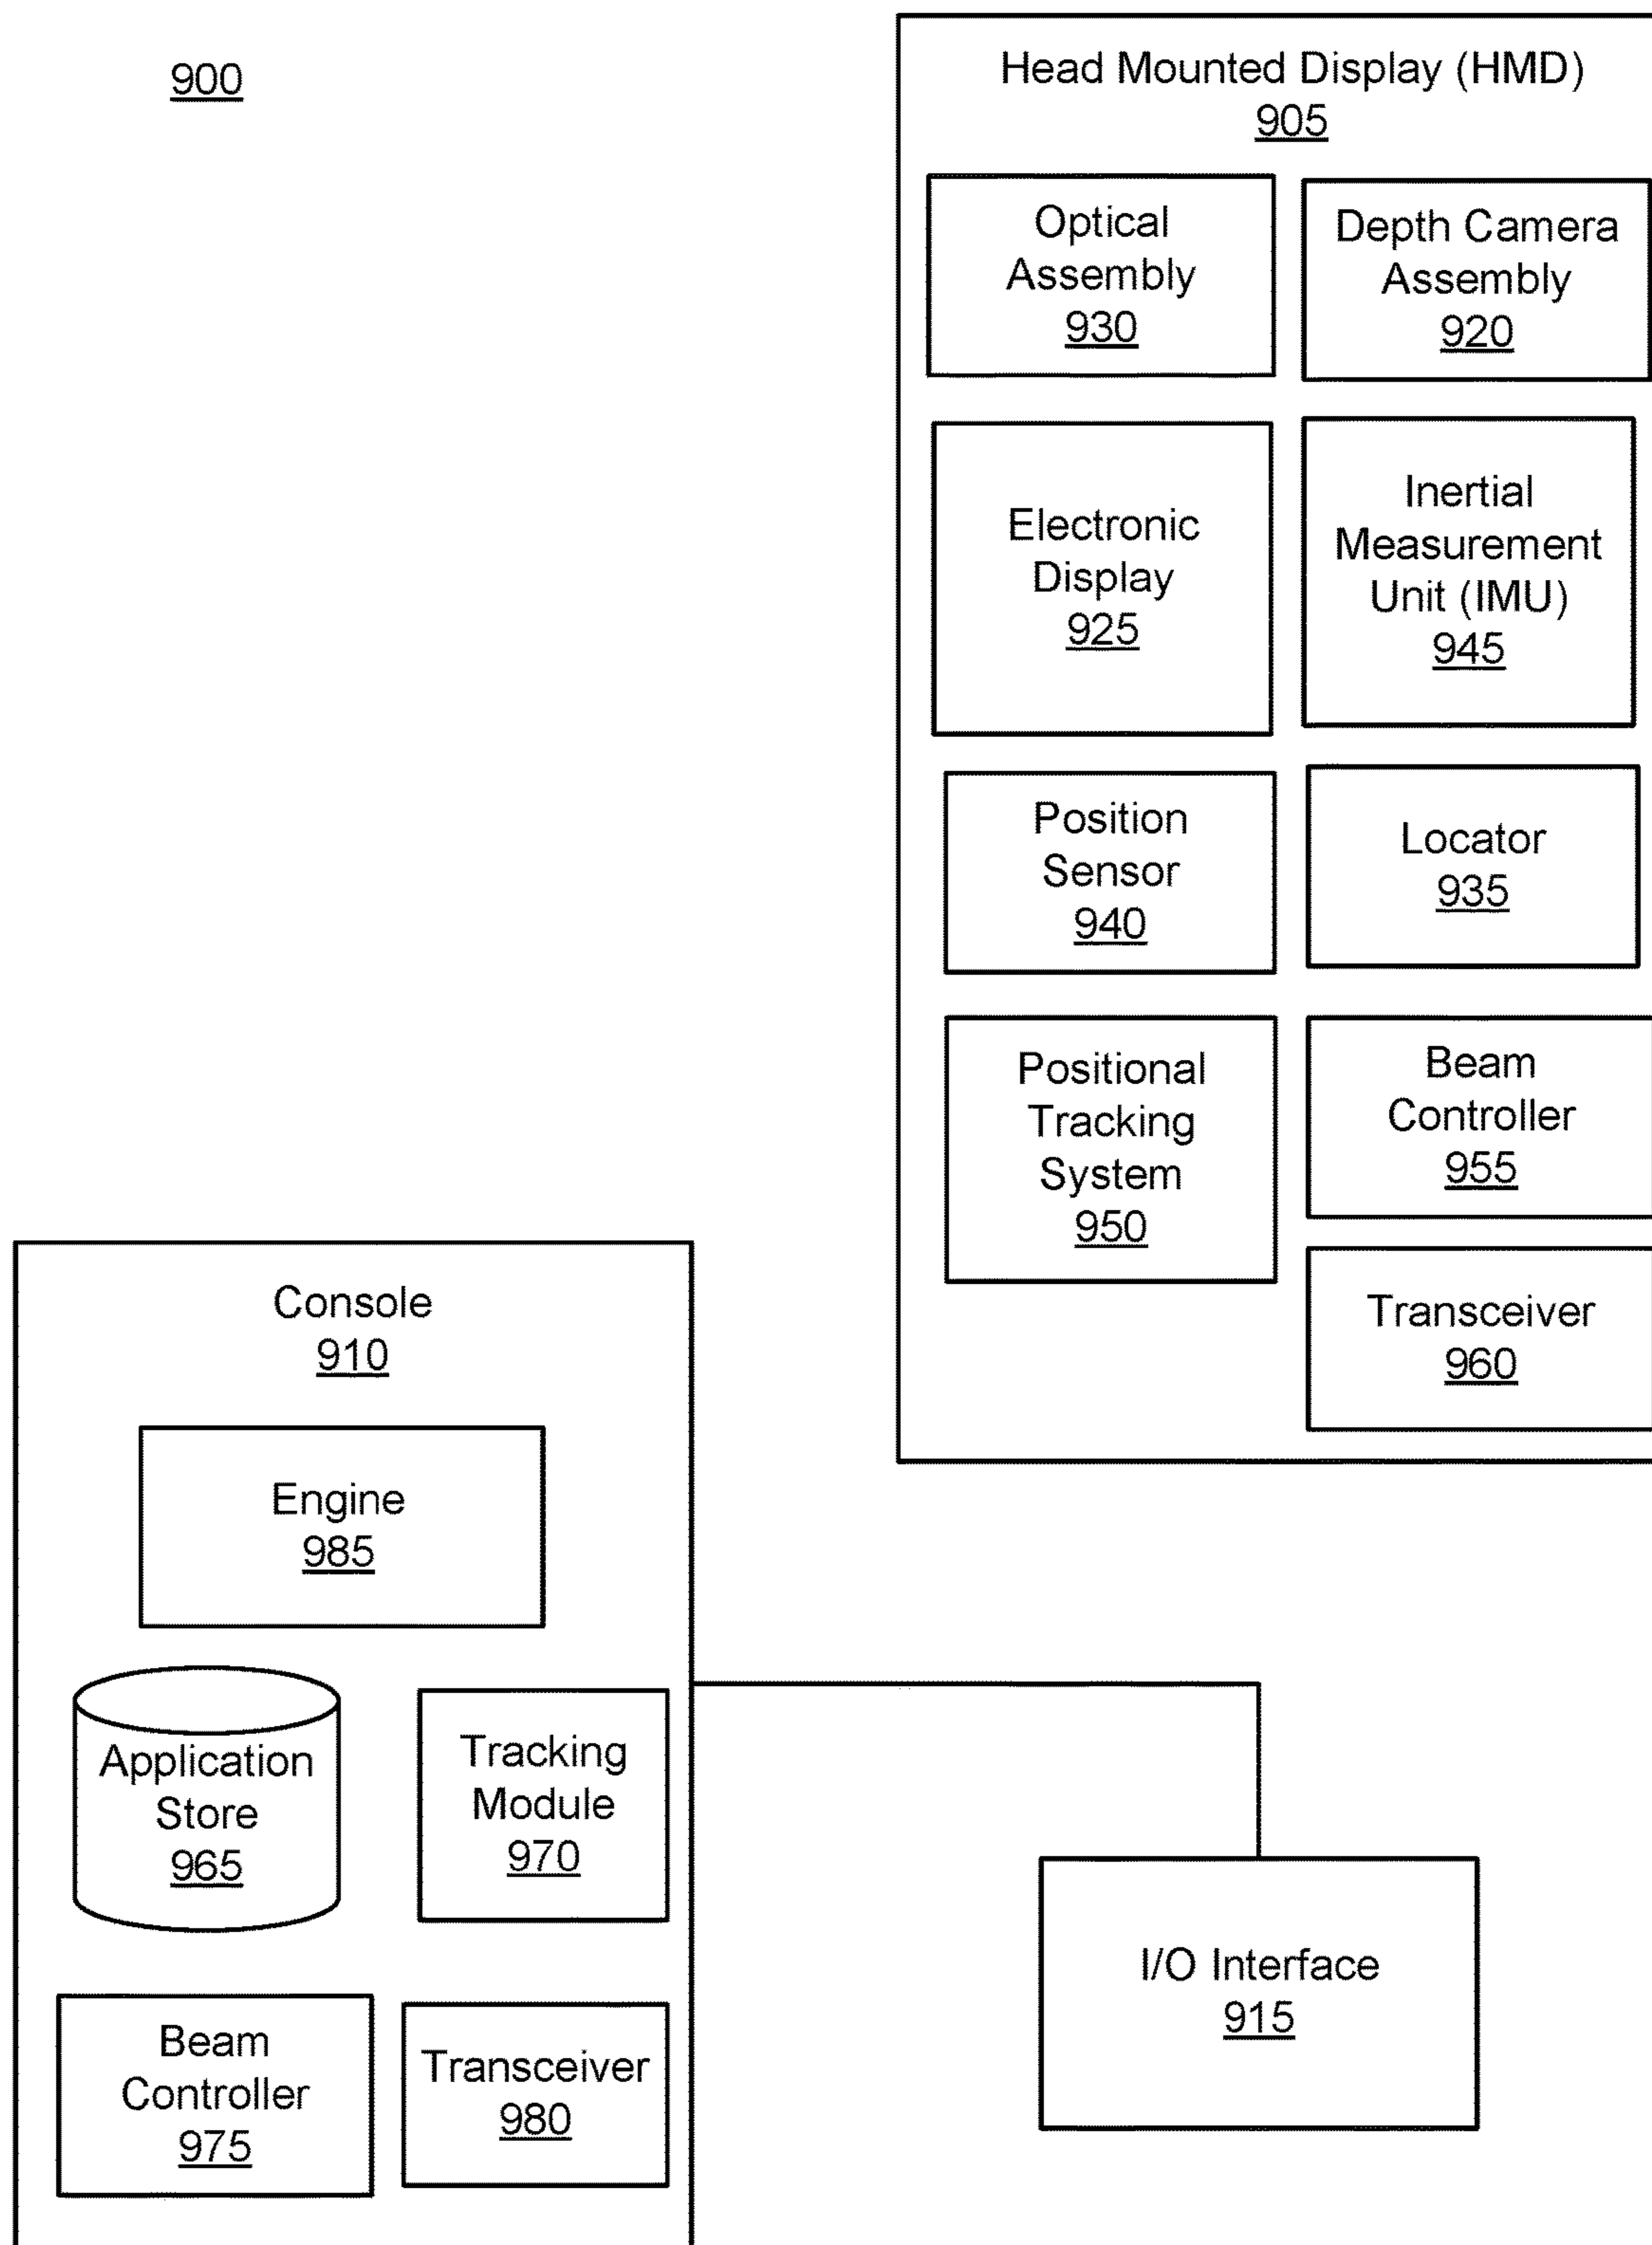 900
Head Mounted Display (HMD)
905
Optical
Assembly
930
Depth Camera
Assembly
920
Electronic
Display
925
Inertial
Measurement
Unit (IMU)
945
Position
Sensor
940
Locator
935
Positional
Tracking
System
950
Beam
Controller
955
Transceiver
960
Console
910
Engine
985
Application
Store
965
Tracking
Module
970
Beam
Controller
975
Transceiver
980
I/O Interface
915